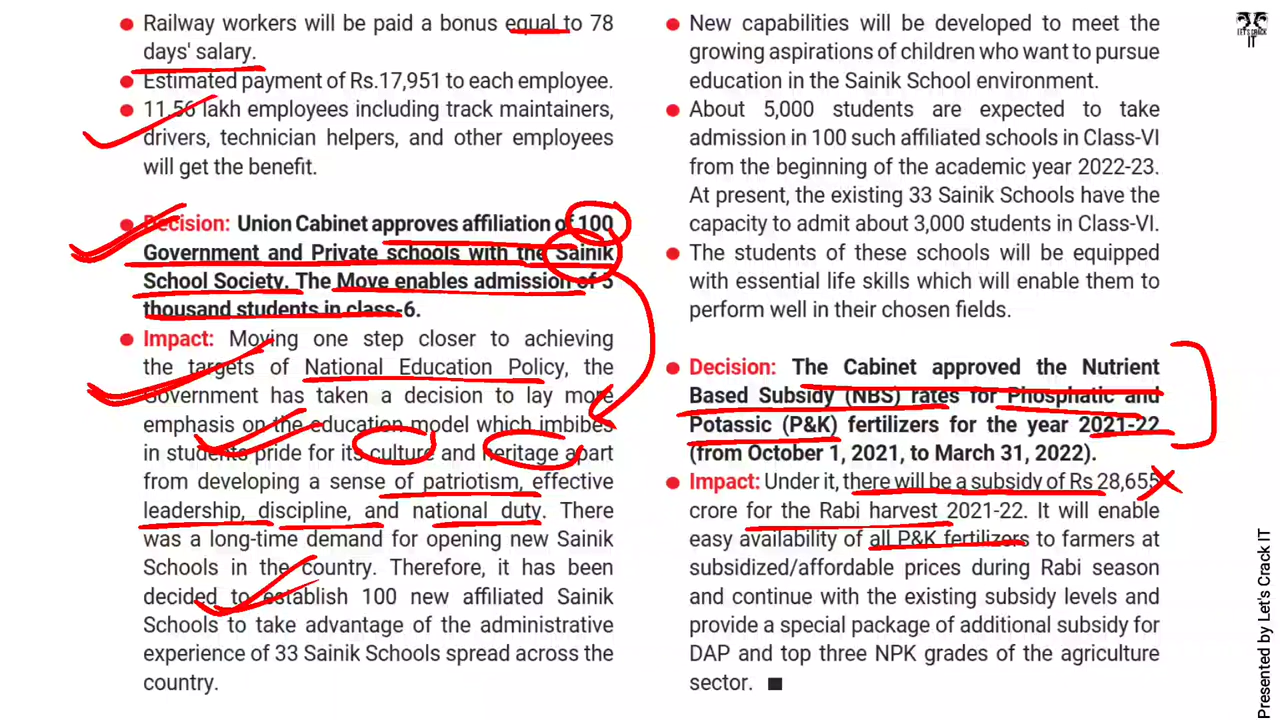 Railway workers will be paid a bonus equal to 78
days' salary.
Estimated payment of Rs.17,951 to each employee.
11.56 lakh employees including track maintainers,
drivers, technician helpers, and other employees
will get the benefit.
Decision: Union Cabinet approves affiliation of 100
Government and Private schools with the Sainik
School Society. The Move enables admission of 5
thousand students in class-6.
Impact: Moving one step closer to achieving
the targets of National Education Policy, the
Government has taken a decision to lay more
emphasis on the education model which imbibes
in students pride for its culture and heritage apart
from developing a sense of patriotism, effective
leadership, discipline, and national duty. There
was a long-time demand for opening new Sainik
Schools in the country. Therefore, it has been
decided to establish 100 new affiliated Sainik
Schools to take advantage of the administrative
experience of 33 Sainik Schools spread across the
country.
New capabilities will be developed to meet the
growing aspirations of children who want to pursue
education in the Sainik School environment.
About 5,000 students are expected to take
admission in 100 such affiliated schools in Class-VI
from the beginning of the academic year 2022-23.
At present, the existing 33 Sainik Schools have the
capacity to admit about 3,000 students in Class-VI.
The students of these schools will be equipped
with essential life skills which will enable them to
perform well in their chosen fields.
Decision: The Cabinet approved the Nutrient
Based Subsidy (NBS) rates for Phosphatic and
Potassic (P&K) fertilizers for the year 2021-22
(from October 1, 2021, to March 31, 2022).
Impact: Under it, there will be a subsidy of Rs 28,655
crore for the Rabi harvest 2021-22. It will enable
easy availability of all P&K fertilizers to farmers at
subsidized/affordable prices during Rabi season
and continue with the existing subsidy levels and
provide a special package of additional subsidy for
DAP and top three NPK grades of the agriculture
sector.
LET'S CRACK
IT
Presented by Let's Crack IT